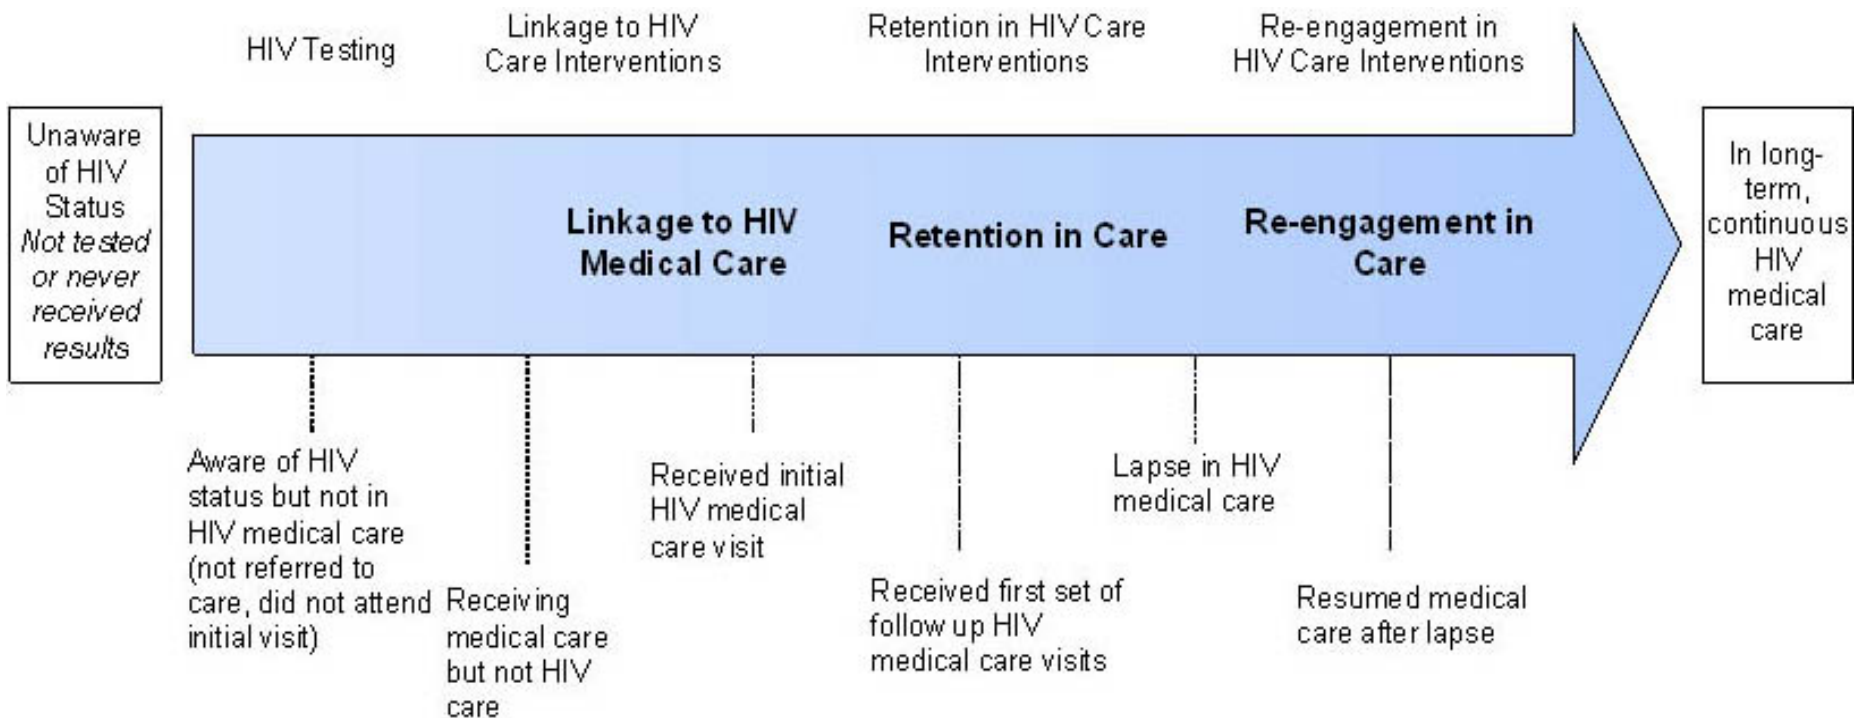 HIV Testing
Linkage to HIV
Care Interventions
Retention in HIV Care
Interventions
Re-engagement in
HIV Care Interventions
Unaware
of HIV
Status
Not tested
or never
received
results
Linkage to HIV
Medical Care
Retention in Care
Re-engagement in
Care
In long-
term,
continuous
HIV
medical
care
Aware of HIV
status but not in
HIV medical care
(not referred to
care, did not attend
initial visit)
Receiving
medical care
but not HIV
care
Received initial
HIV medical
care visit
Received first set of
follow up HIV
medical care visits
Lapse in HIV
medical care
Resumed medical
care after lapse